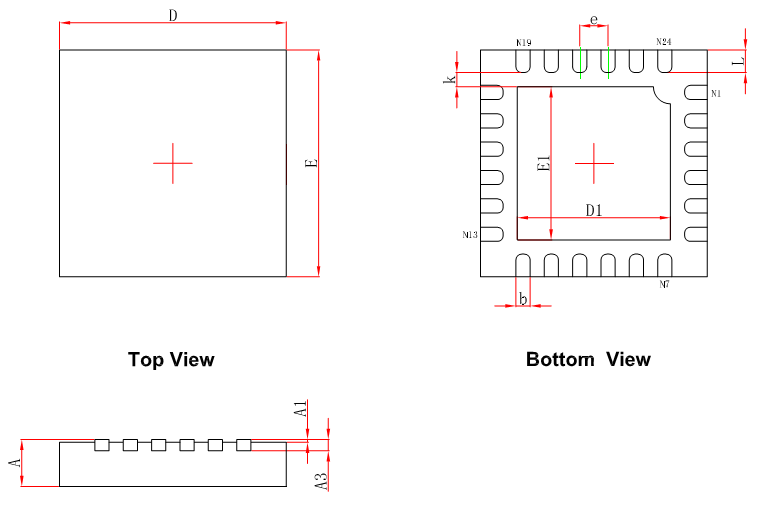 D
E
e
N19
N24
k
L
N1
E1
D1
N13
N7
b
Top View
Bottom View
A
A1
A3